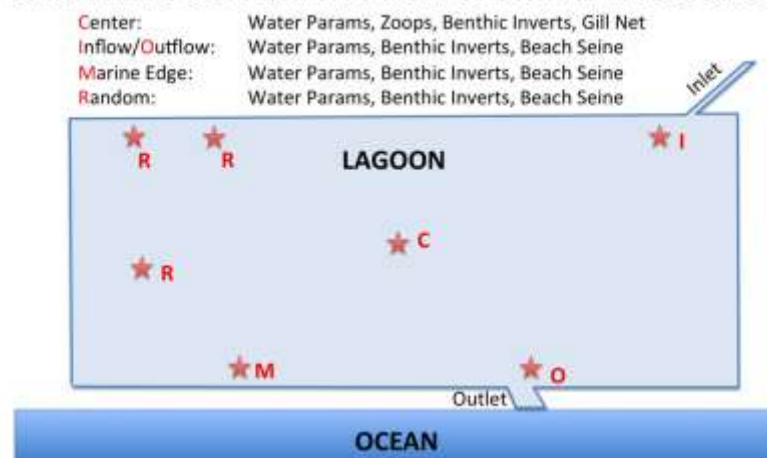 Center: Water Params, Zoops, Benthic Inverts, Gill Net
Inflow/Outflow: Water Params, Benthic Inverts, Beach Seine
Marine Edge: Water Params, Benthic Inverts, Beach Seine
Random: Water Params, Benthic Inverts, Beach Seine
Inlet
R
R
LAGOON
I
C
R
M
O
Outlet
OCEAN